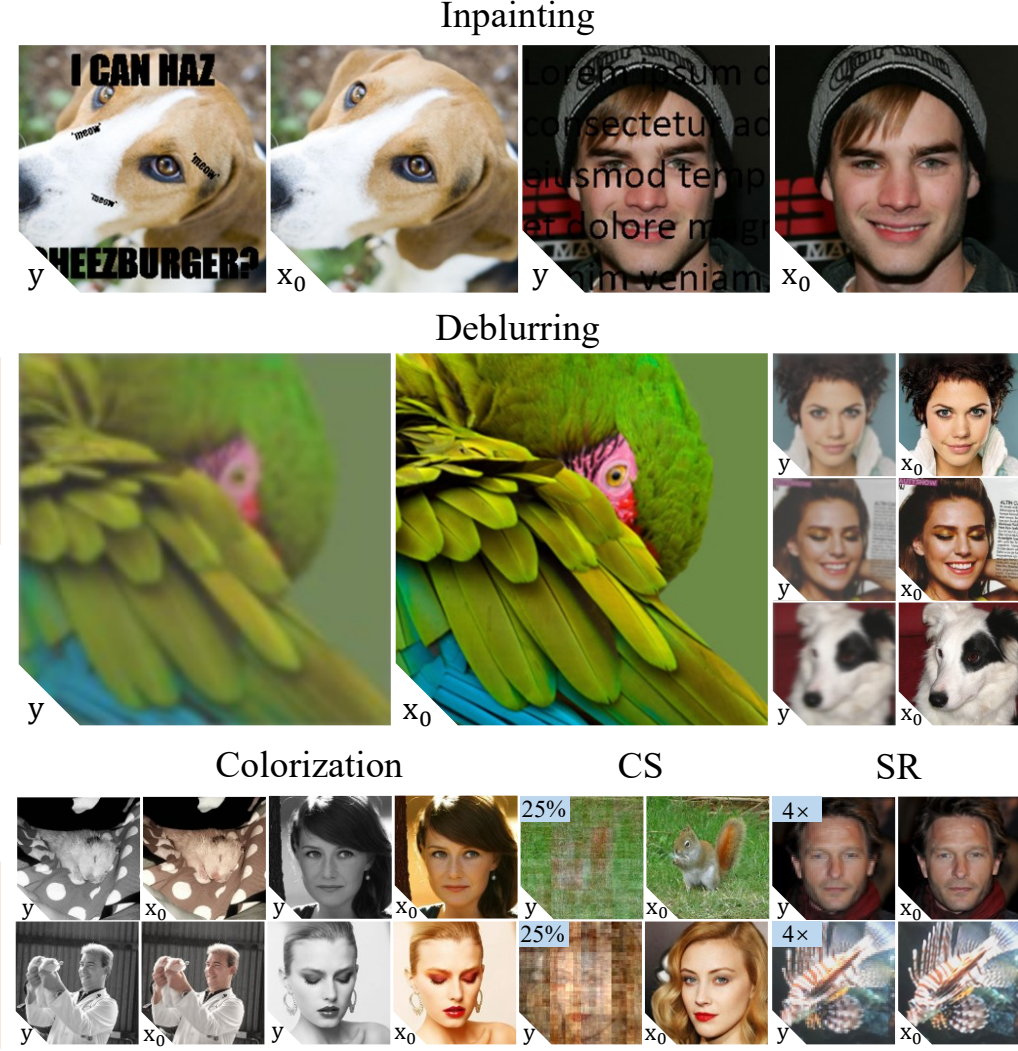 Inpainting
I CAN HAZ
'meow'
'meow'
'meow'
HEEZBURGER?
y
x₀
Lorem ipsum d
consectetur ad
eiusmod temp
et dolore magn
nim veniam,
y
x₀
Deblurring
y
x₀
y
x₀
y
x₀
y
x₀
Colorization
CS
SR
y
x₀
y
x₀
25%
y
x₀
4×
y
x₀
y
x₀
y
x₀
25%
y
x₀
4×
y
x₀